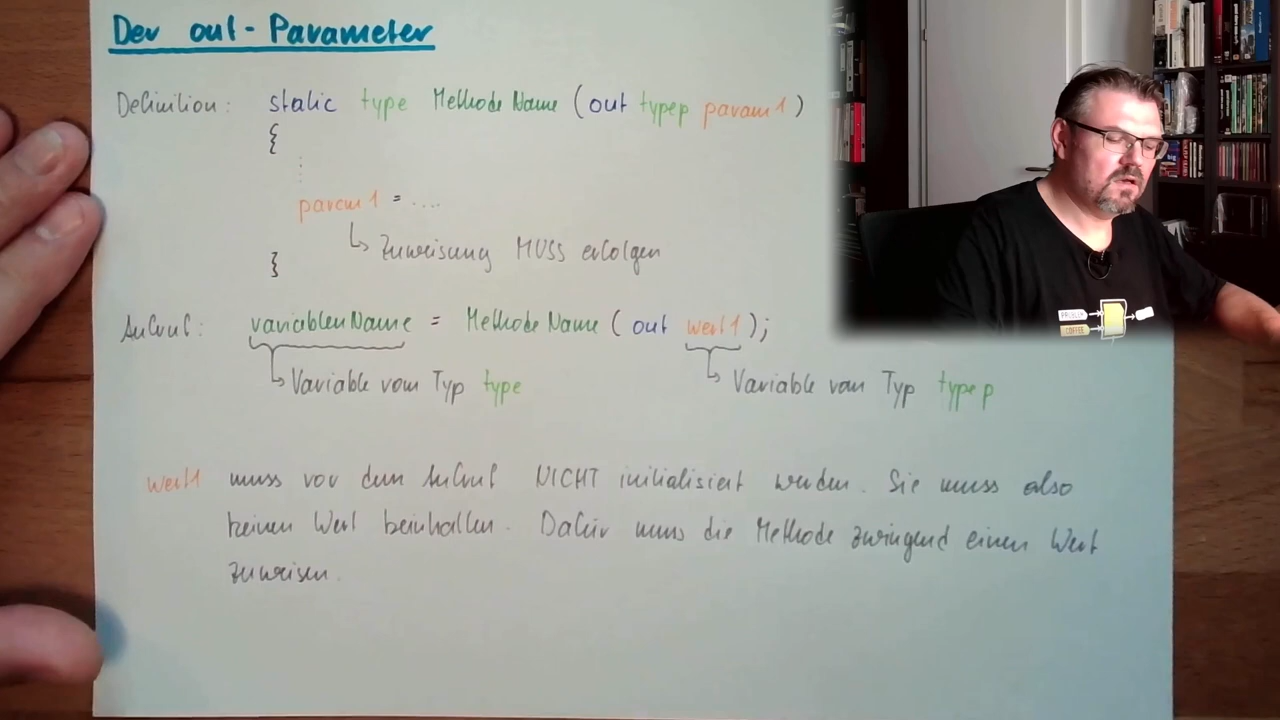 Der out-Parameter
Definition: static type MethodeName (out typep param1)
{
param1 = ....
Zuweisung MUSS erfolgen
}
Aufruf: variablenName = MethodeName (out wert1);
Variable vom Typ type
Variable vom Typ typep
wert1 muss vor dem Aufruf NICHT initialisiert werden. Sie muss also
keinen Wert beinhalten. Dafür muss die Methode zwingend einen Wert
zuweisen.
PROBLEM
COFFEE